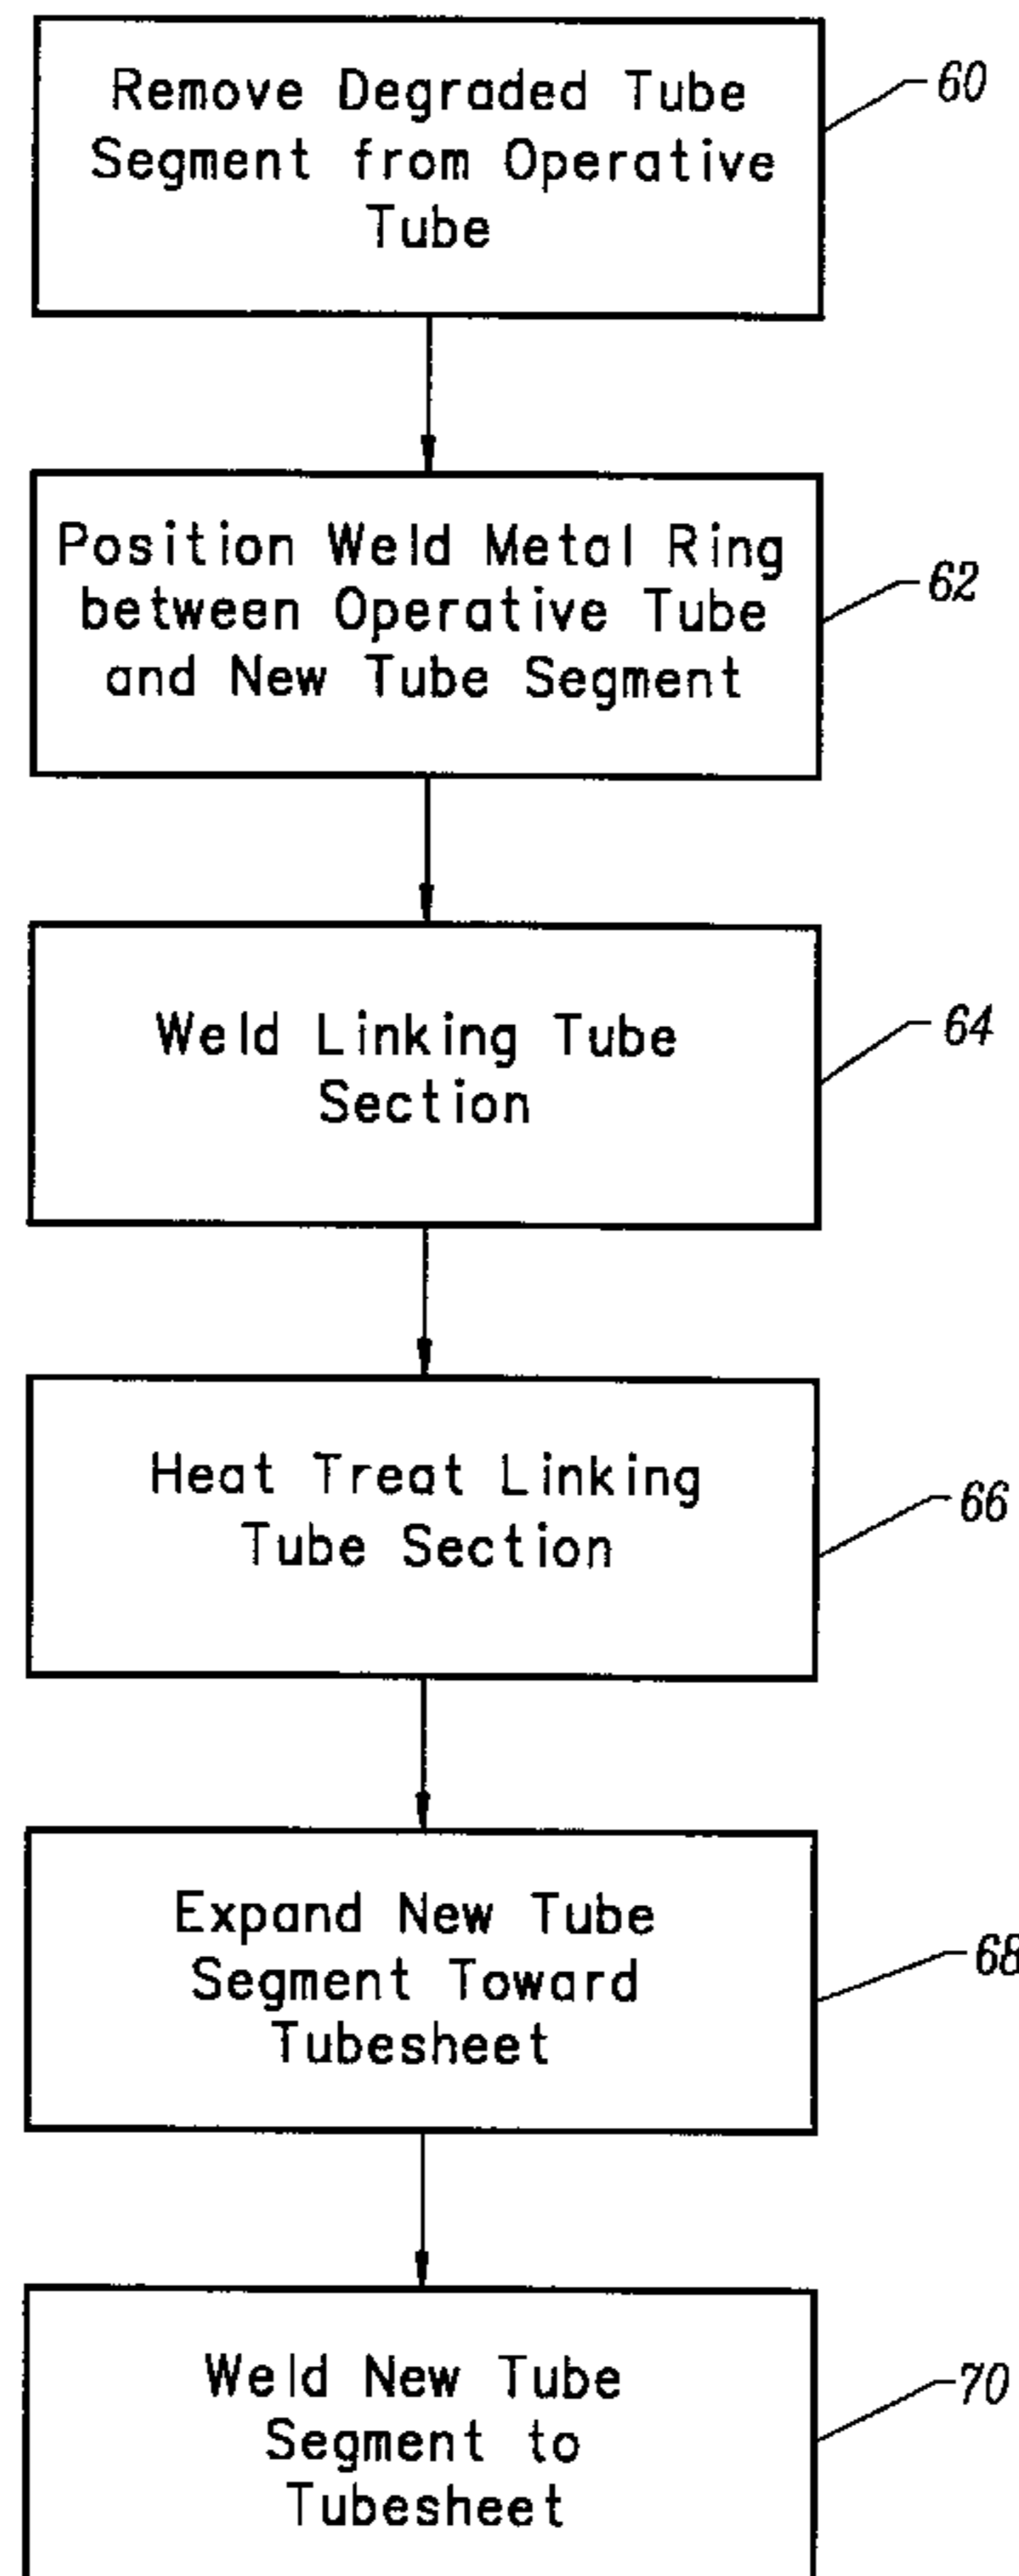 Remove Degraded Tube
Segment from Operative
Tube
60
Position Weld Metal Ring
between Operative Tube
and New Tube Segment
62
Weld Linking Tube
Section
64
Heat Treat Linking
Tube Section
66
Expand New Tube
Segment Toward
Tubesheet
68
Weld New Tube
Segment to
Tubesheet
70